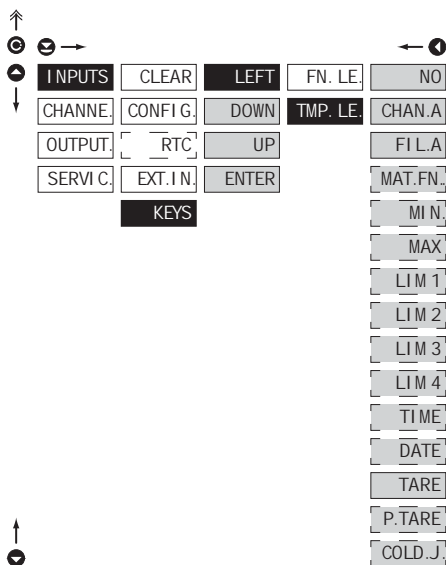 INPUTS CLEAR LEFT FN. LE. NO
CHANNE. CONFIG. DOWN TMP. LE. CHAN.A
OUTPUT. RTC UP FIL.A
SERVIC. EXT.IN. ENTER MAT.FN.
KEYS MIN.
MAX
LIM 1
LIM 2
LIM 3
LIM 4
TIME
DATE
TARE
P.TARE
COLD.J.